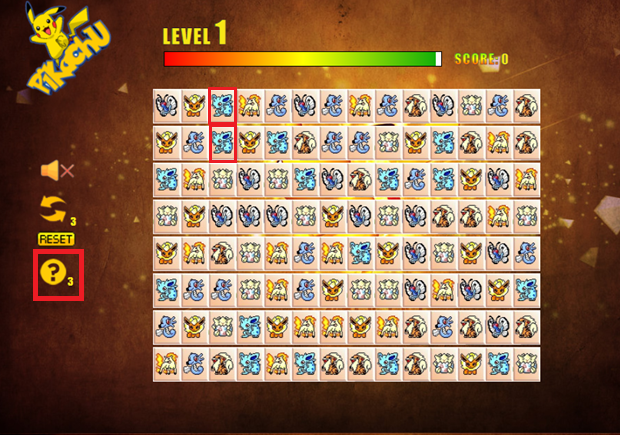 PIKACHU
LEVEL 1
SCORE:0
3
RESET
?
3